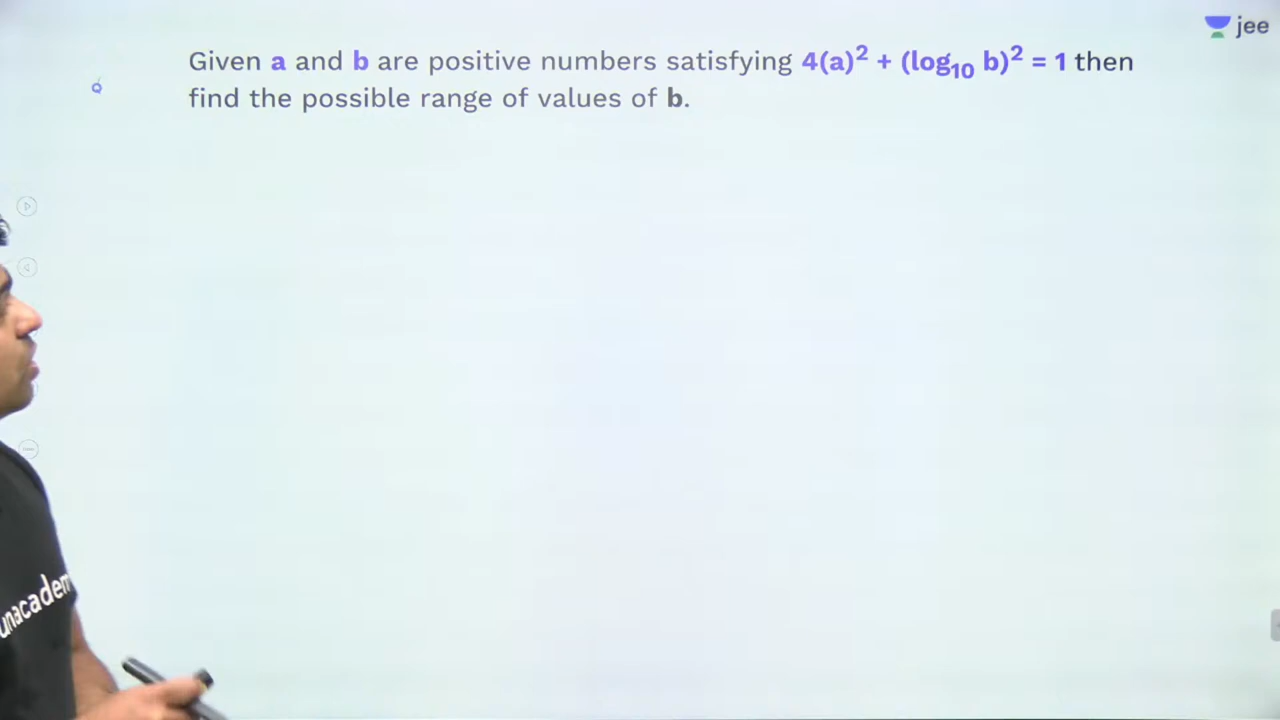 jee
Given a and b are positive numbers satisfying 4(a)² + (log₁₀ b)² = 1 then
find the possible range of values of b.
unacadem